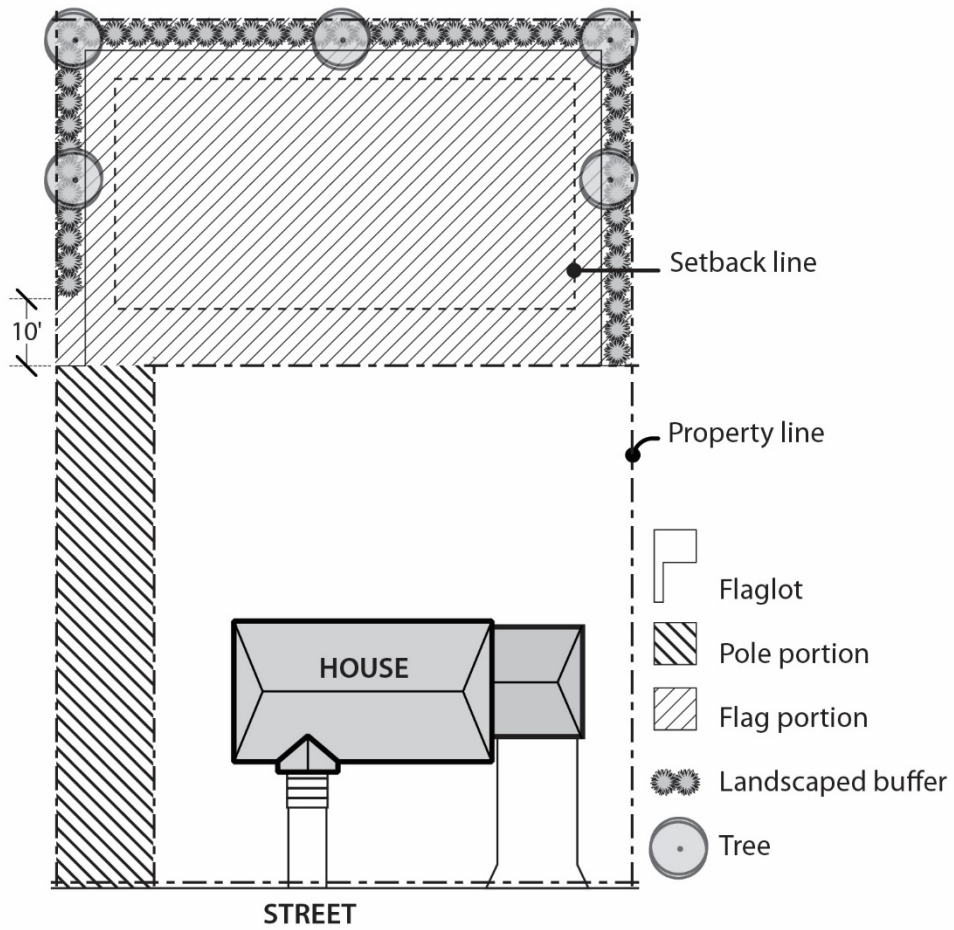 Setback line
10'
Property line
Flaglot
HOUSE
Pole portion
Flag portion
Landscaped buffer
Tree
STREET